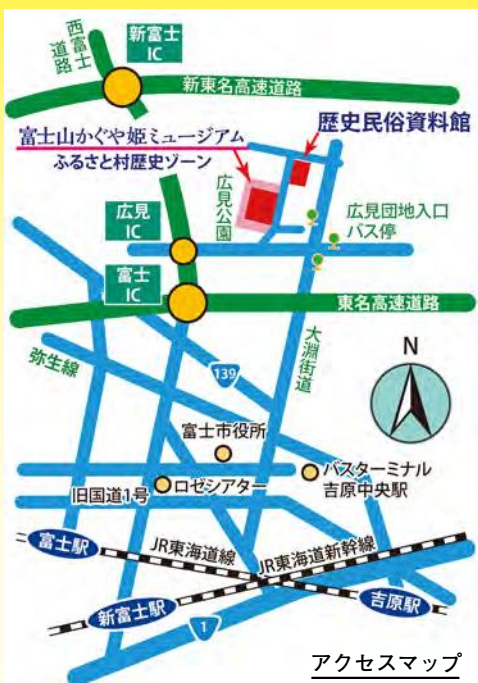 西富士
道路
新富士
IC
新東名高速道路
富士山かぐや姫ミュージアム
歴史民俗資料館
ふるさと村歴史ゾーン
広見公園
広見
IC
広見団地入口
バス停
富士
IC
東名高速道路
大淵街道
弥生線
139
N
富士市役所
バスターミナル
吉原中央駅
旧国道1号
ロゼシアター
富士駅
JR東海道線
JR東海道新幹線
新富士駅
吉原駅
1
アクセスマップ